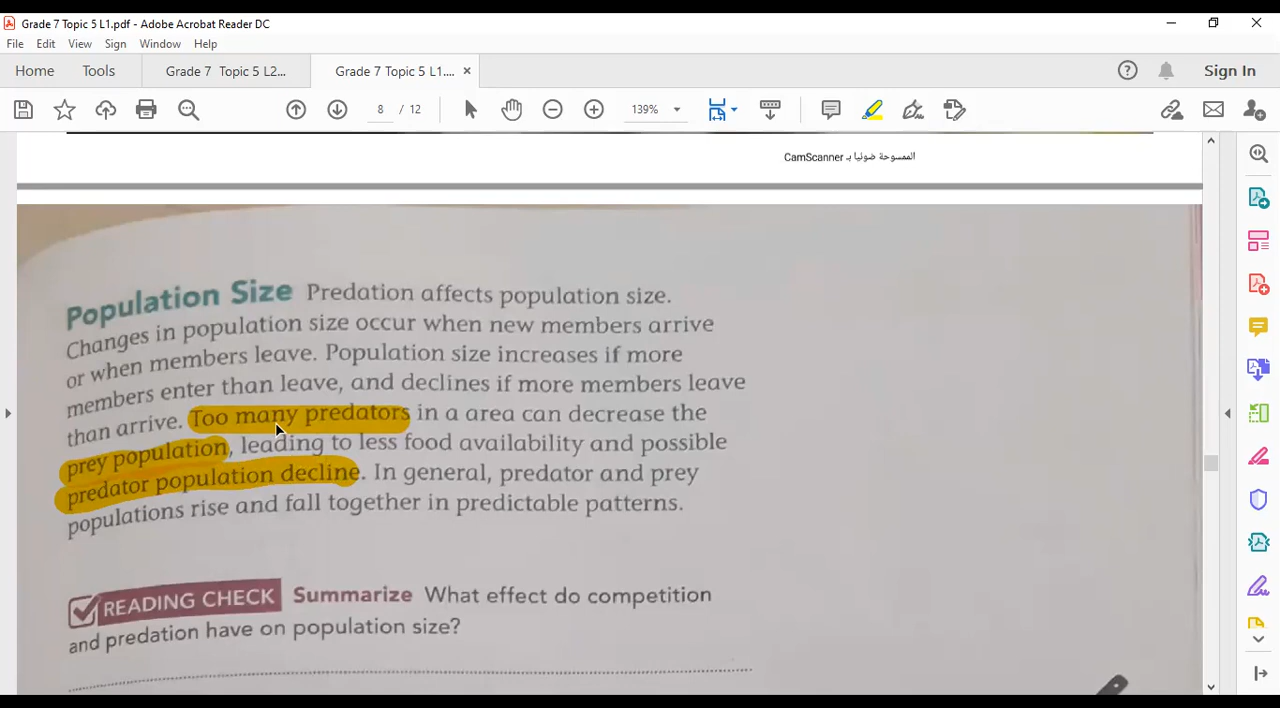 Grade 7 Topic 5 L1.pdf - Adobe Acrobat Reader DC
File Edit View Sign Window Help
Home Tools Grade 7 Topic 5 L2... Grade 7 Topic 5 L1.... × Sign In
8 / 12 139%
الممسوحة ضوئيا بـ CamScanner
Population Size Predation affects population size.
Changes in population size occur when new members arrive
or when members leave. Population size increases if more
members enter than leave, and declines if more members leave
than arrive. Too many predators in a area can decrease the
prey population, leading to less food availability and possible
predator population decline. In general, predator and prey
populations rise and fall together in predictable patterns.
READING CHECK Summarize What effect do competition
and predation have on population size?